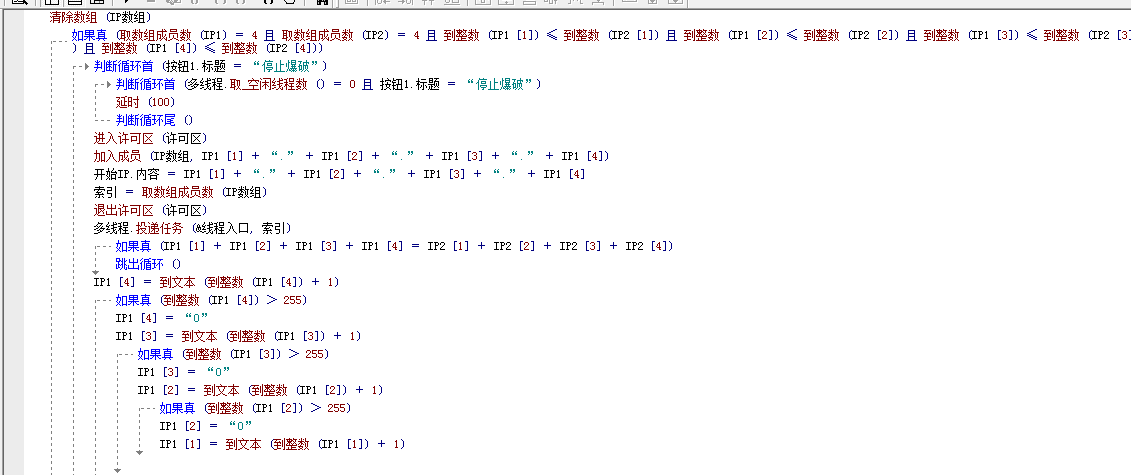 清除数组 (IP数组)
如果真 (取数组成员数 (IP1) = 4 且 取数组成员数 (IP2) = 4 且 到整数 (IP1 [1]) ≤ 到整数 (IP2 [1]) 且 到整数 (IP1 [2]) ≤ 到整数 (IP2 [2]) 且 到整数 (IP1 [3]) ≤ 到整数 (IP2 [3]
) 且 到整数 (IP1 [4]) ≤ 到整数 (IP2 [4]))
判断循环首 (按钮1.标题 = “停止爆破”)
判断循环首 (多线程.取_空闲线程数 () = 0 且 按钮1.标题 = “停止爆破”)
延时 (100)
判断循环尾 ()
进入许可区 (许可区)
加入成员 (IP数组, IP1 [1] + “.” + IP1 [2] + “.” + IP1 [3] + “.” + IP1 [4])
开始IP.内容 = IP1 [1] + “.” + IP1 [2] + “.” + IP1 [3] + “.” + IP1 [4]
索引 = 取数组成员数 (IP数组)
退出许可区 (许可区)
多线程.投递任务 (@线程入口, 索引)
如果真 (IP1 [1] + IP1 [2] + IP1 [3] + IP1 [4] = IP2 [1] + IP2 [2] + IP2 [3] + IP2 [4])
跳出循环 ()
IP1 [4] = 到文本 (到整数 (IP1 [4]) + 1)
如果真 (到整数 (IP1 [4]) > 255)
IP1 [4] = “0”
IP1 [3] = 到文本 (到整数 (IP1 [3]) + 1)
如果真 (到整数 (IP1 [3]) > 255)
IP1 [3] = “0”
IP1 [2] = 到文本 (到整数 (IP1 [2]) + 1)
如果真 (到整数 (IP1 [2]) > 255)
IP1 [2] = “0”
IP1 [1] = 到文本 (到整数 (IP1 [1]) + 1)